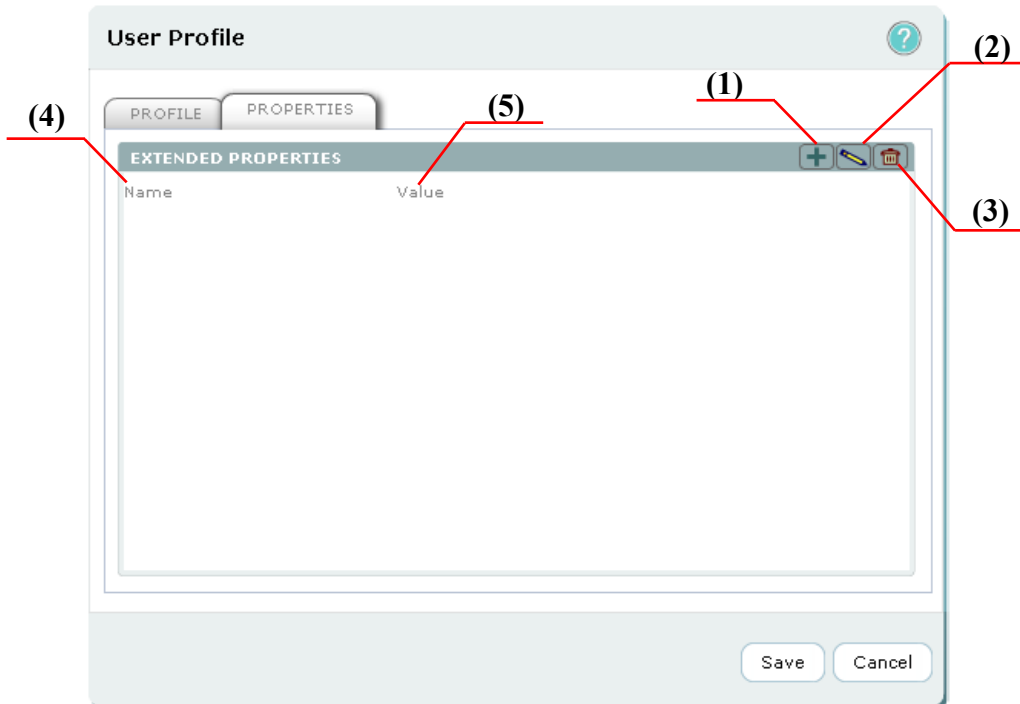 User Profile
?
(2)
(1)
(5)
(4)
PROFILE
PROPERTIES
EXTENDED PROPERTIES
Name
Value
(3)
Save
Cancel